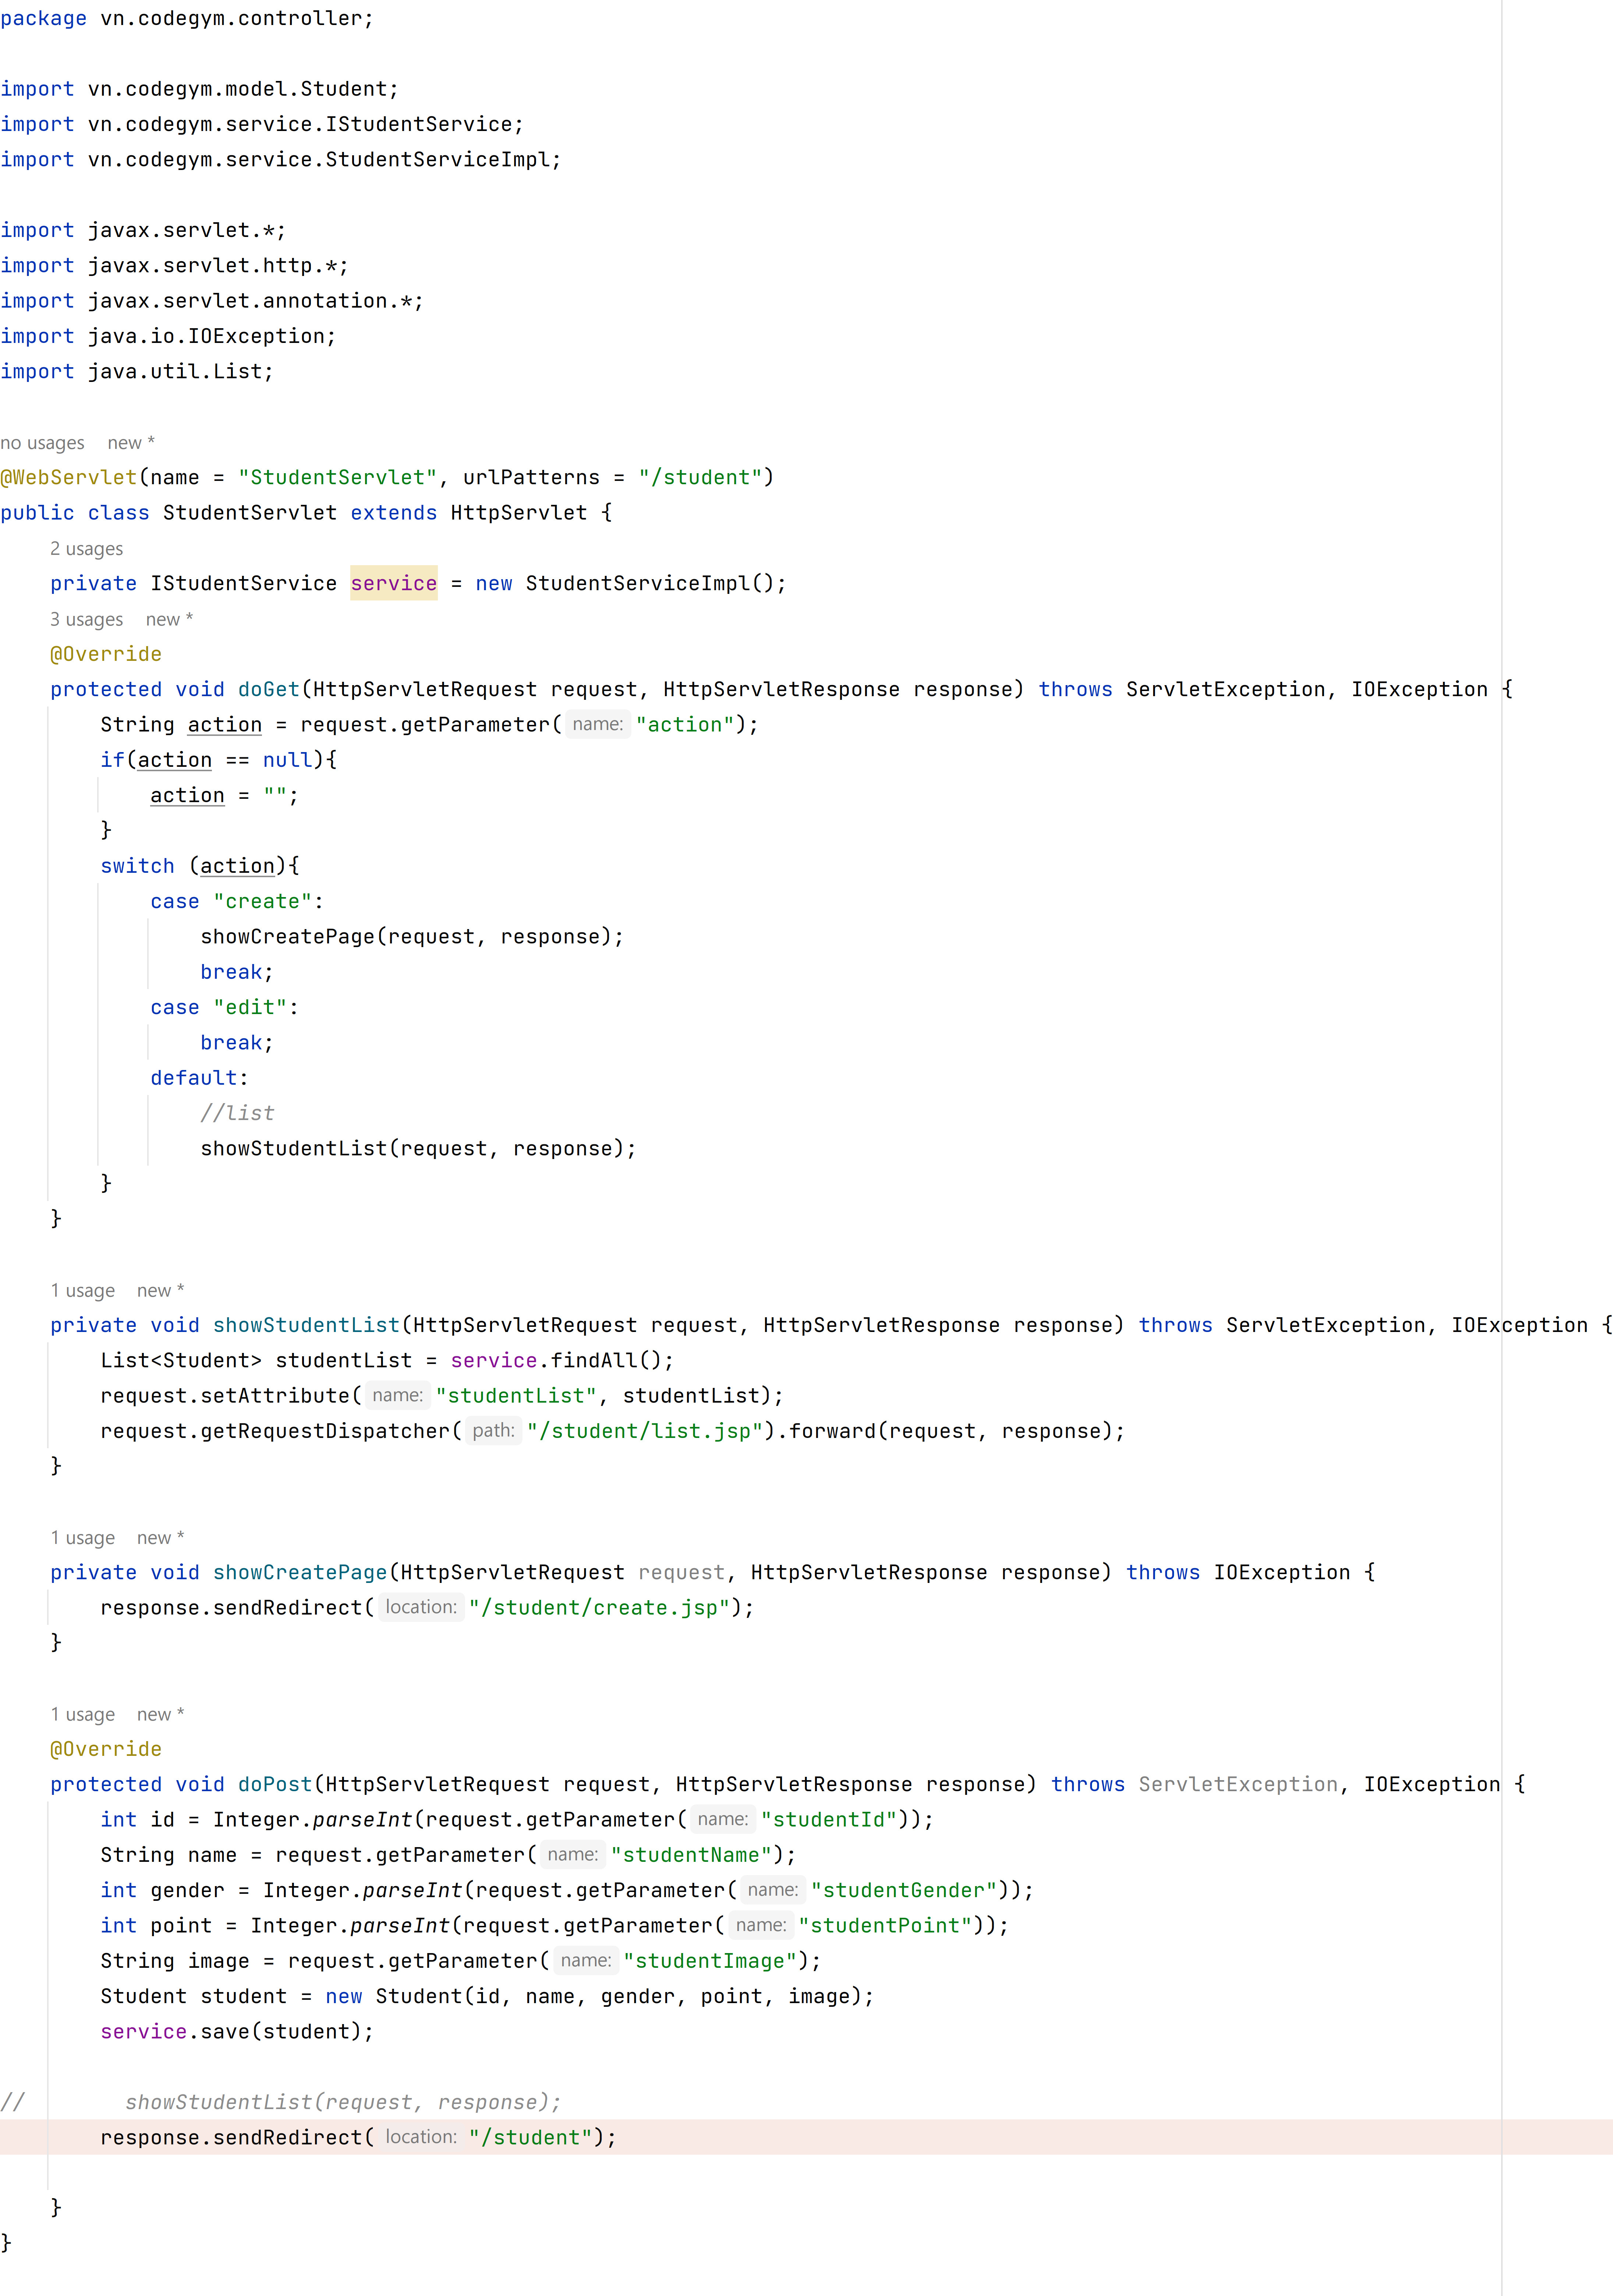 package vn.codegym.controller;
import vn.codegym.model.Student;
import vn.codegym.service.IStudentService;
import vn.codegym.service.StudentServiceImpl;
import javax.servlet.*;
import javax.servlet.http.*;
import javax.servlet.annotation.*;
import java.io.IOException;
import java.util.List;
no usages new *
@WebServlet(name = "StudentServlet", urlPatterns = "/student")
public class StudentServlet extends HttpServlet {
2 usages
private IStudentService service = new StudentServiceImpl();
3 usages new *
@Override
protected void doGet(HttpServletRequest request, HttpServletResponse response) throws ServletException, IOException {
String action = request.getParameter( name: "action");
if(action == null){
action = "";
}
switch (action){
case "create":
showCreatePage(request, response);
break;
case "edit":
break;
default:
//list
showStudentList(request, response);
}
}
1 usage new *
private void showStudentList(HttpServletRequest request, HttpServletResponse response) throws ServletException, IOException {
List<Student> studentList = service.findAll();
request.setAttribute( name: "studentList", studentList);
request.getRequestDispatcher( path: "/student/list.jsp").forward(request, response);
}
1 usage new *
private void showCreatePage(HttpServletRequest request, HttpServletResponse response) throws IOException {
response.sendRedirect( location: "/student/create.jsp");
}
1 usage new *
@Override
protected void doPost(HttpServletRequest request, HttpServletResponse response) throws ServletException, IOException {
int id = Integer.parseInt(request.getParameter( name: "studentId"));
String name = request.getParameter( name: "studentName");
int gender = Integer.parseInt(request.getParameter( name: "studentGender"));
int point = Integer.parseInt(request.getParameter( name: "studentPoint"));
String image = request.getParameter( name: "studentImage");
Student student = new Student(id, name, gender, point, image);
service.save(student);
// showStudentList(request, response);
response.sendRedirect( location: "/student");
}
}